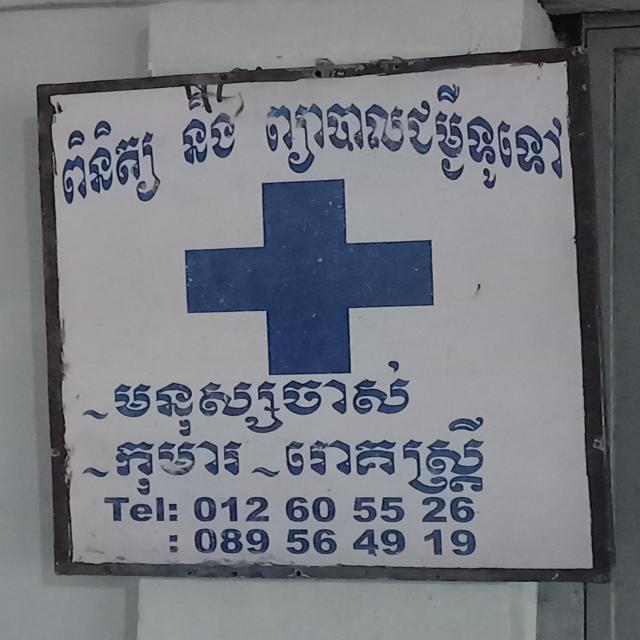 ពិនិត្យ និង ព្យាបាលជម្ងឺទូទៅ
~មនុស្សចាស់
~កុមារ ~រោគស្ត្រី
Tel: 012 60 55 26
: 089 56 49 19